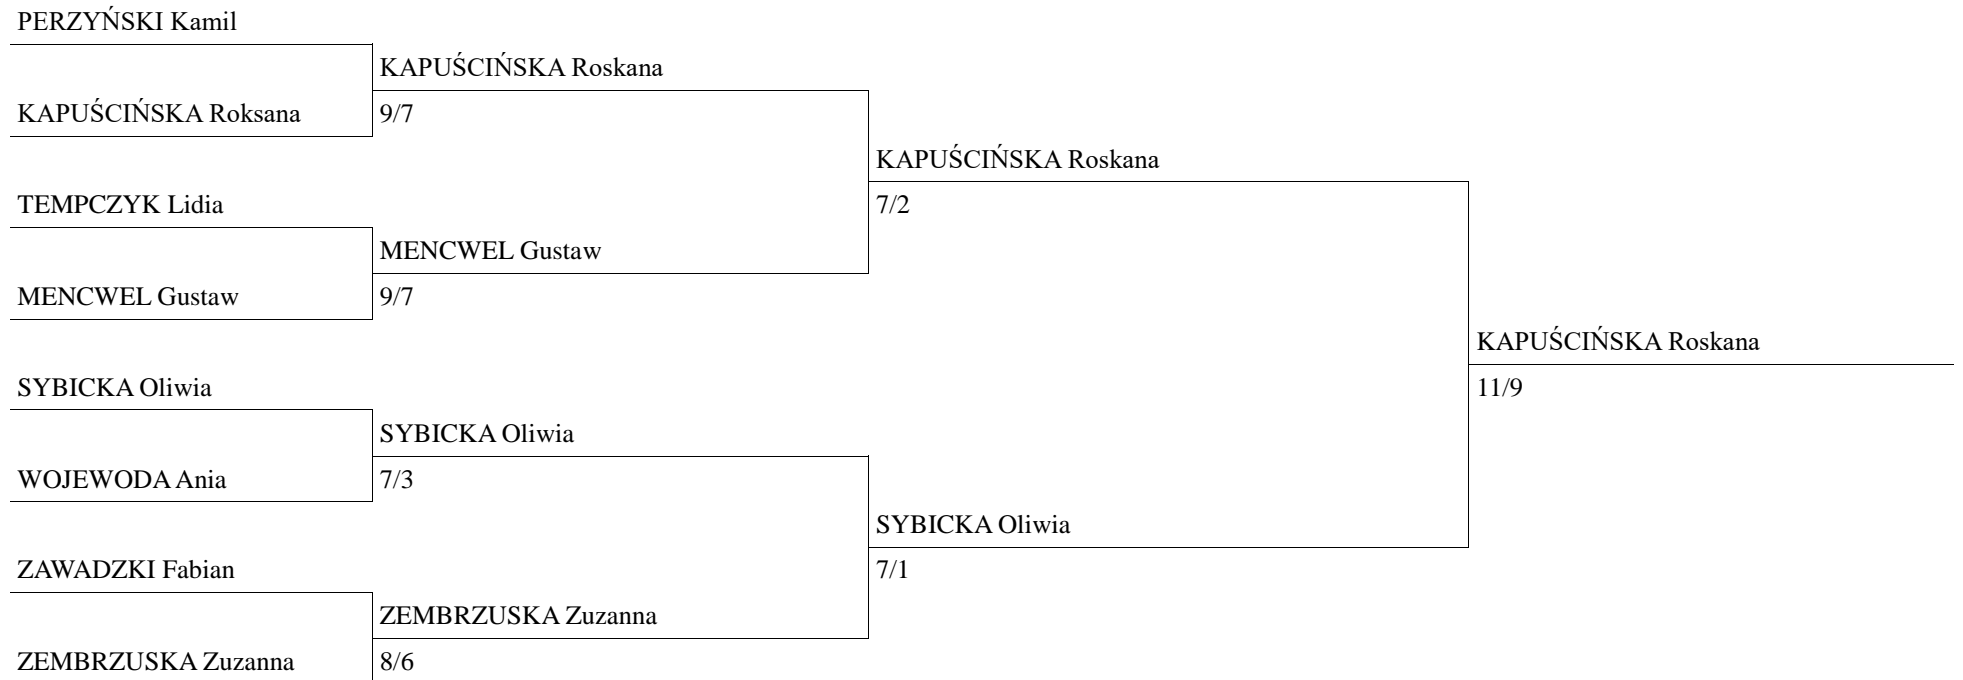 PERZYŃSKI Kamil
KAPUŚCIŃSKA Roskana
KAPUŚCIŃSKA Roksana
9/7
KAPUŚCIŃSKA Roskana
TEMPCZYK Lidia
7/2
MENCWEL Gustaw
MENCWEL Gustaw
9/7
KAPUŚCIŃSKA Roskana
SYBICKA Oliwia
11/9
SYBICKA Oliwia
WOJEWODA Ania
7/3
SYBICKA Oliwia
ZAWADZKI Fabian
7/1
ZEMBRZUSKA Zuzanna
ZEMBRZUSKA Zuzanna
8/6